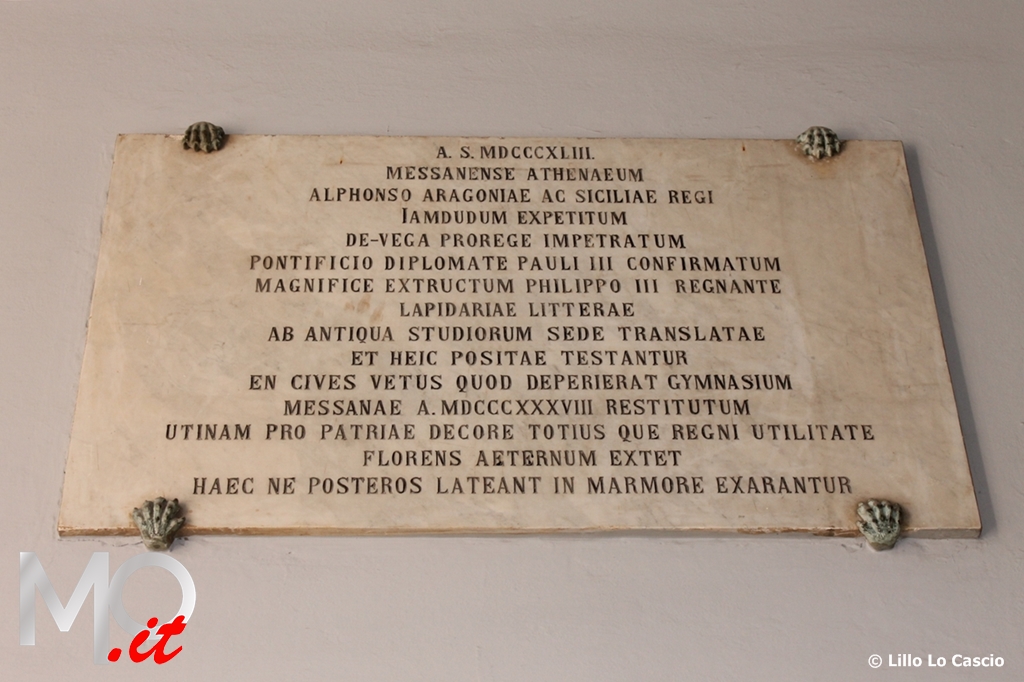 A. S. MDCCCXLIII.
MESSANENSE ATHENAEUM
ALPHONSO ARAGONIAE AC SICILIAE REGI
IAMDUDUM EXPETITUM
DE-VEGA PROREGE IMPETRATUM
PONTIFICIO DIPLOMATE PAULI III CONFIRMATUM
MAGNIFICE EXTRUCTUM PHILIPPO III REGNANTE
LAPIDARIAE LITTERAE
AB ANTIQUA STUDIORUM SEDE TRANSLATAE
ET HEIC POSITAE TESTANTUR
EN CIVES VETUS QUOD DEPERIERAT GYMNASIUM
MESSANAE A. MDCCCXXXVIII RESTITUTUM
UTINAM PRO PATRIAE DECORE TOTIUS QUE REGNI UTILITATE
FLORENS AETERNUM EXTET
HAEC NE POSTEROS LATEANT IN MARMORE EXARANTUR
MO.it
© Lillo Lo Cascio